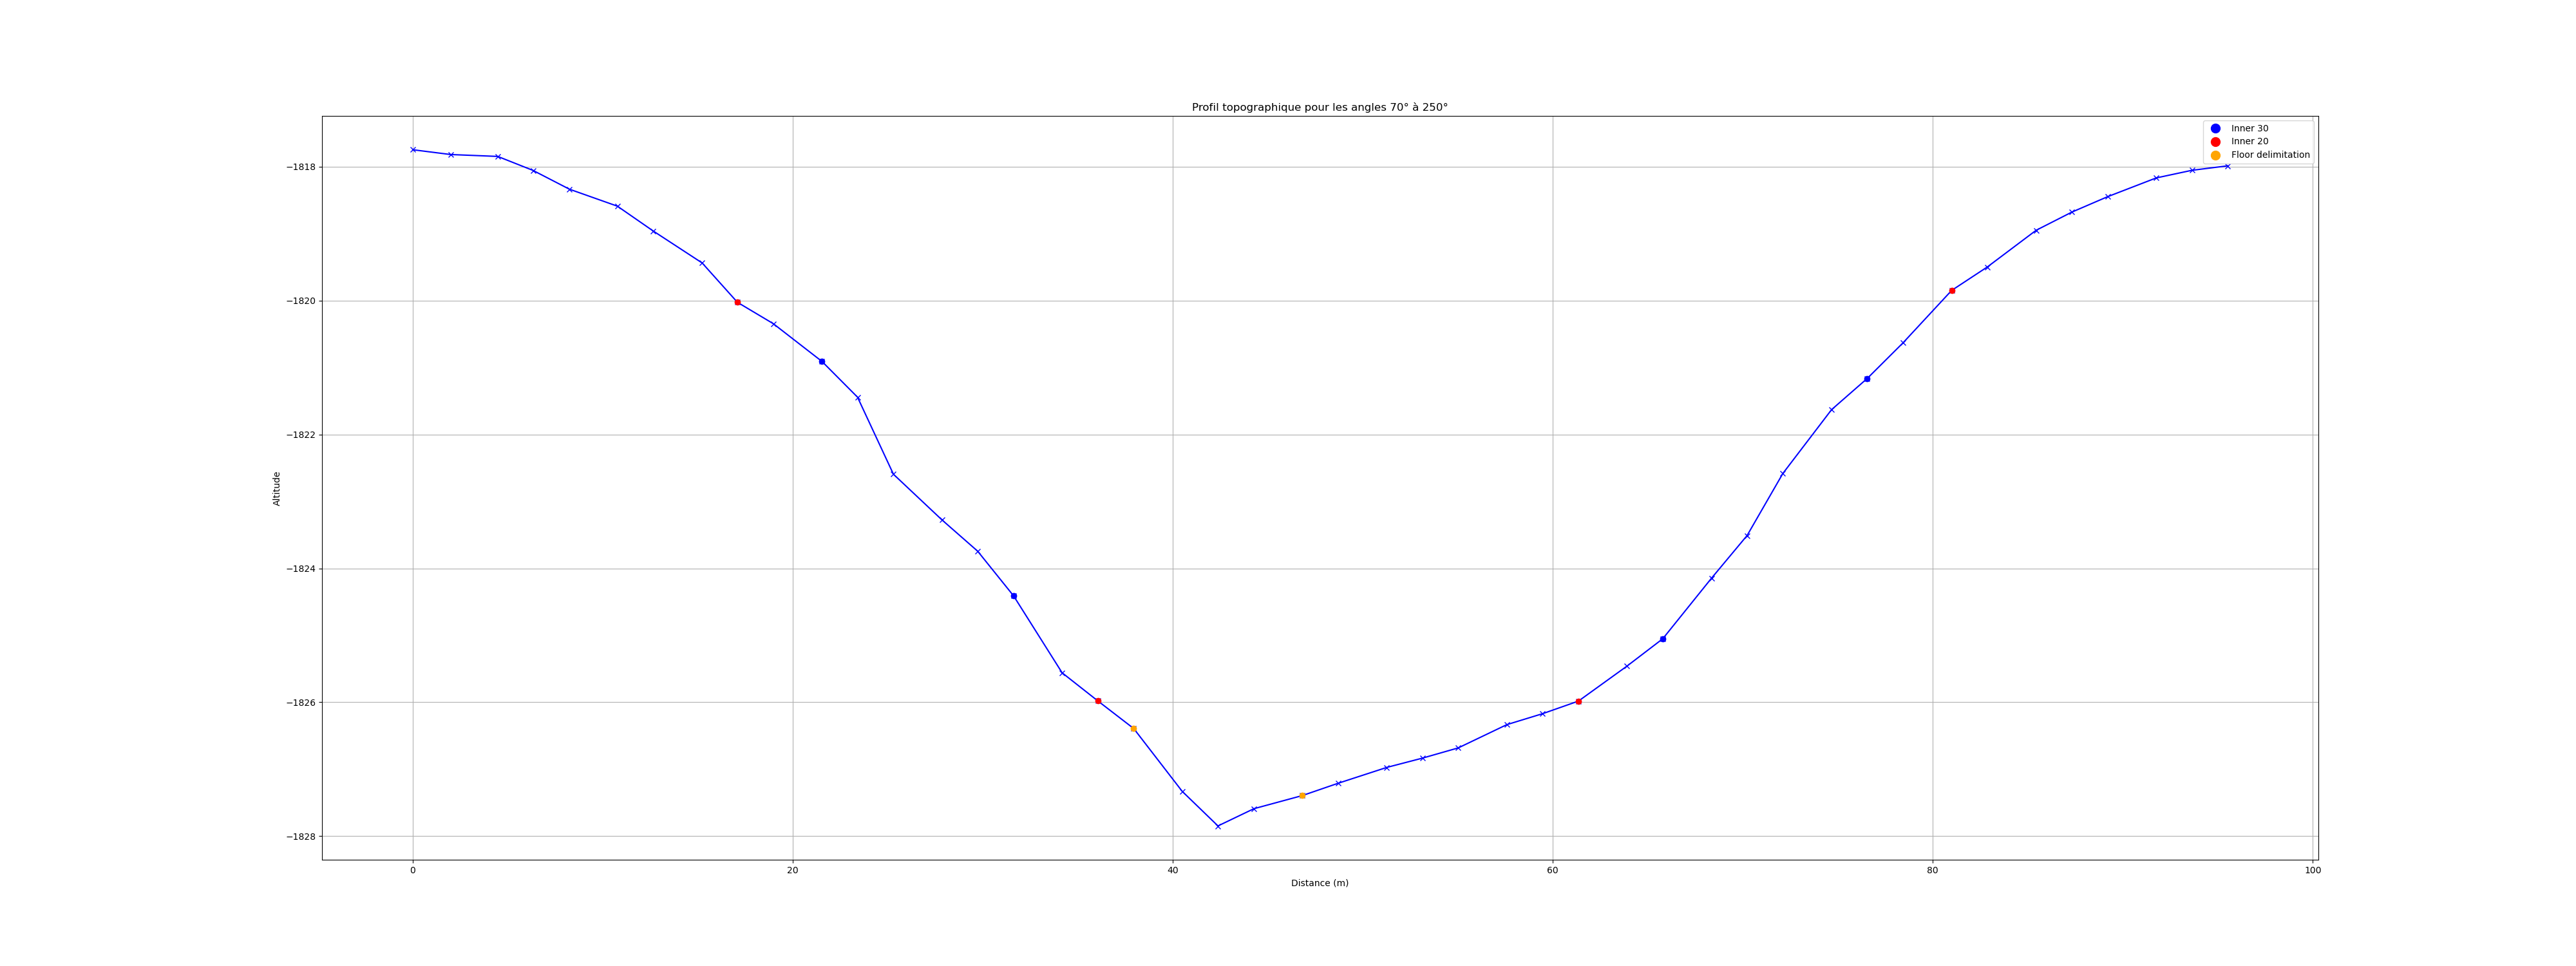 Profil topographique pour les angles 70° à 250°
Inner 30
Inner 20
Floor delimitation
−1818
−1820
−1822
−1824
−1826
−1828
Altitude
0 20 40 60 80 100
Distance (m)